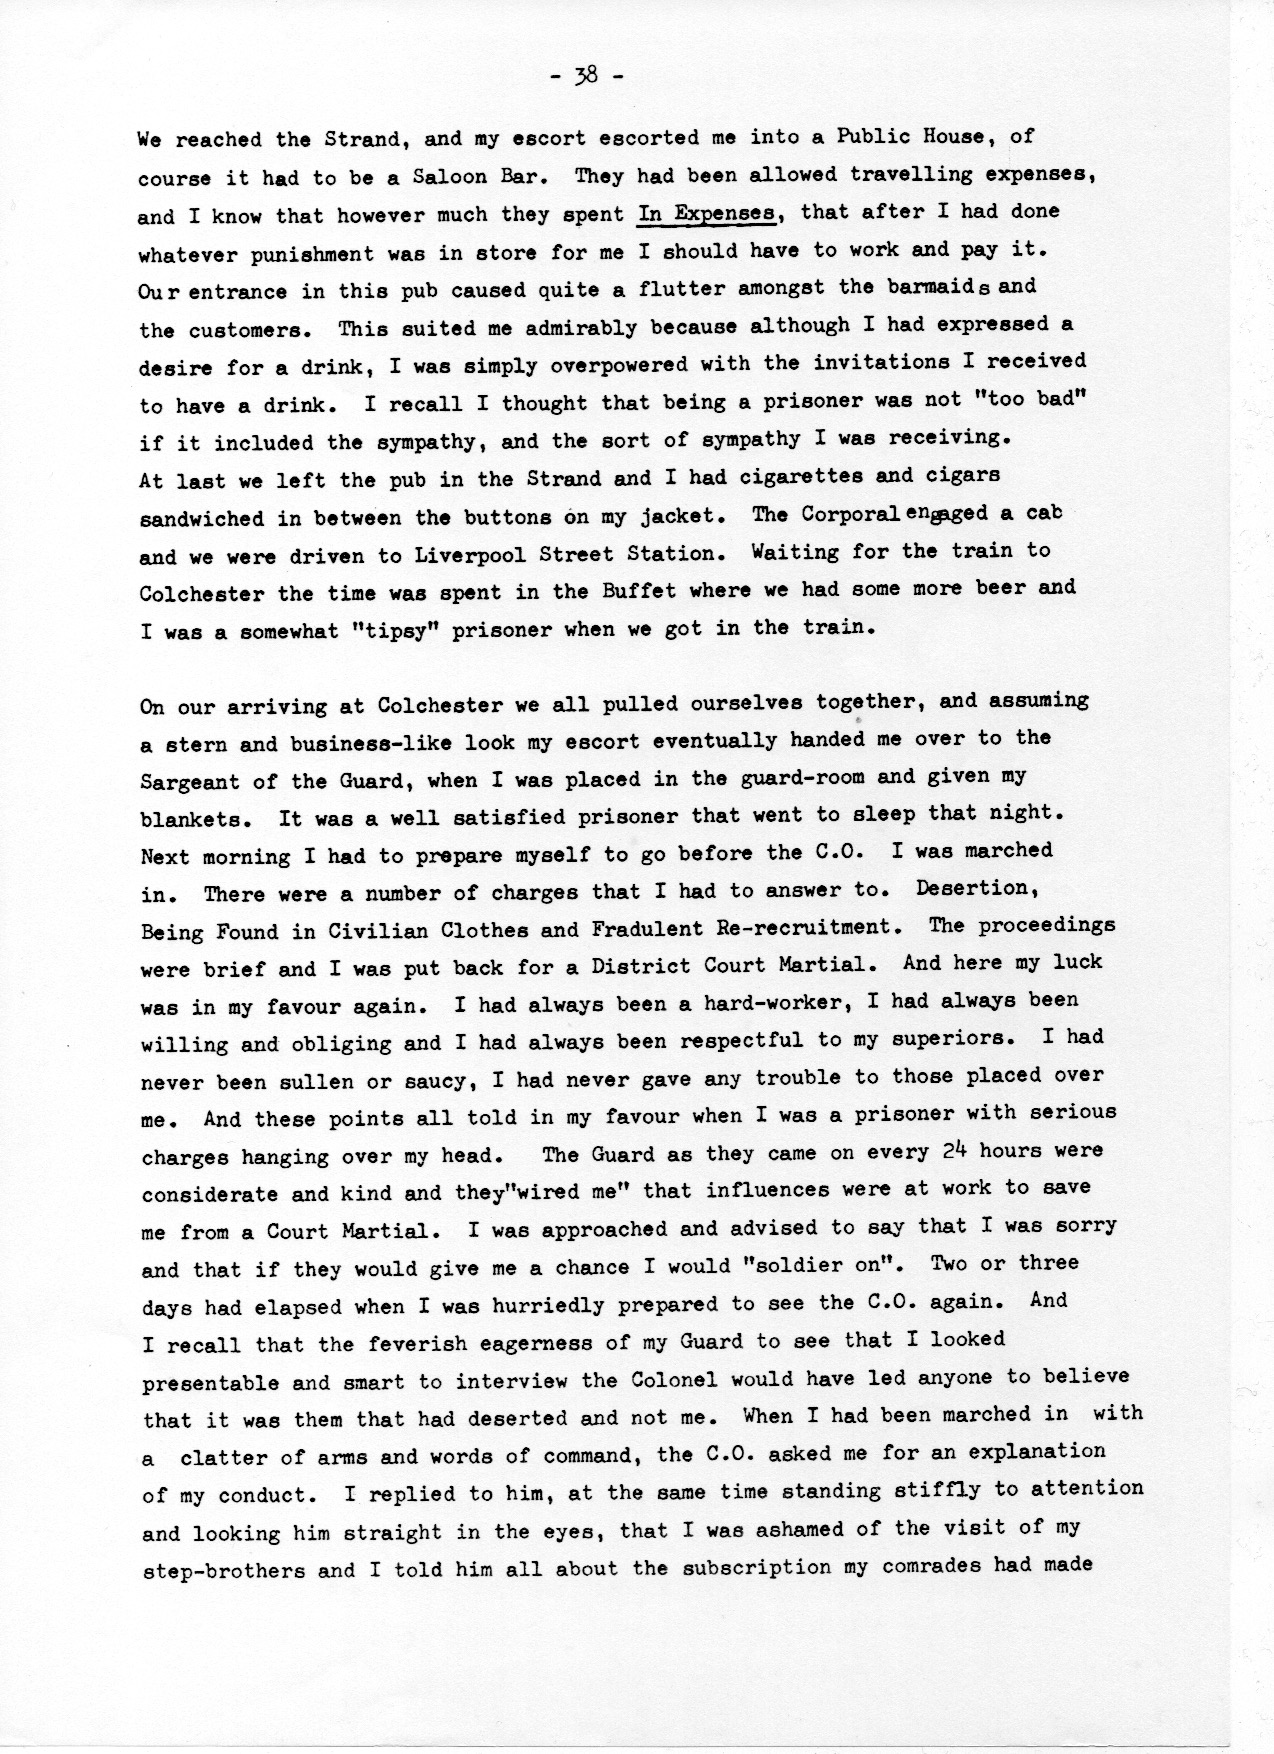 - 38 -
We reached the Strand, and my escort escorted me into a Public House, of
course it had to be a Saloon Bar. They had been allowed travelling expenses,
and I know that however much they spent In Expenses, that after I had done
whatever punishment was in store for me I should have to work and pay it.
Our entrance in this pub caused quite a flutter amongst the barmaids and
the customers. This suited me admirably because although I had expressed a
desire for a drink, I was simply overpowered with the invitations I received
to have a drink. I recall I thought that being a prisoner was not "too bad"
if it included the sympathy, and the sort of sympathy I was receiving.
At last we left the pub in the Strand and I had cigarettes and cigars
sandwiched in between the buttons on my jacket. The Corporal engaged a cab
and we were driven to Liverpool Street Station. Waiting for the train to
Colchester the time was spent in the Buffet where we had some more beer and
I was a somewhat "tipsy" prisoner when we got in the train.
On our arriving at Colchester we all pulled ourselves together, and assuming
a stern and business-like look my escort eventually handed me over to the
Sargeant of the Guard, when I was placed in the guard-room and given my
blankets. It was a well satisfied prisoner that went to sleep that night.
Next morning I had to prepare myself to go before the C.O. I was marched
in. There were a number of charges that I had to answer to. Desertion,
Being Found in Civilian Clothes and Fradulent Re-recruitment. The proceedings
were brief and I was put back for a District Court Martial. And here my luck
was in my favour again. I had always been a hard-worker, I had always been
willing and obliging and I had always been respectful to my superiors. I had
never been sullen or saucy, I had never gave any trouble to those placed over
me. And these points all told in my favour when I was a prisoner with serious
charges hanging over my head. The Guard as they came on every 24 hours were
considerate and kind and they"wired me" that influences were at work to save
me from a Court Martial. I was approached and advised to say that I was sorry
and that if they would give me a chance I would "soldier on". Two or three
days had elapsed when I was hurriedly prepared to see the C.O. again. And
I recall that the feverish eagerness of my Guard to see that I looked
presentable and smart to interview the Colonel would have led anyone to believe
that it was them that had deserted and not me. When I had been marched in with
a clatter of arms and words of command, the C.O. asked me for an explanation
of my conduct. I replied to him, at the same time standing stiffly to attention
and looking him straight in the eyes, that I was ashamed of the visit of my
step-brothers and I told him all about the subscription my comrades had made